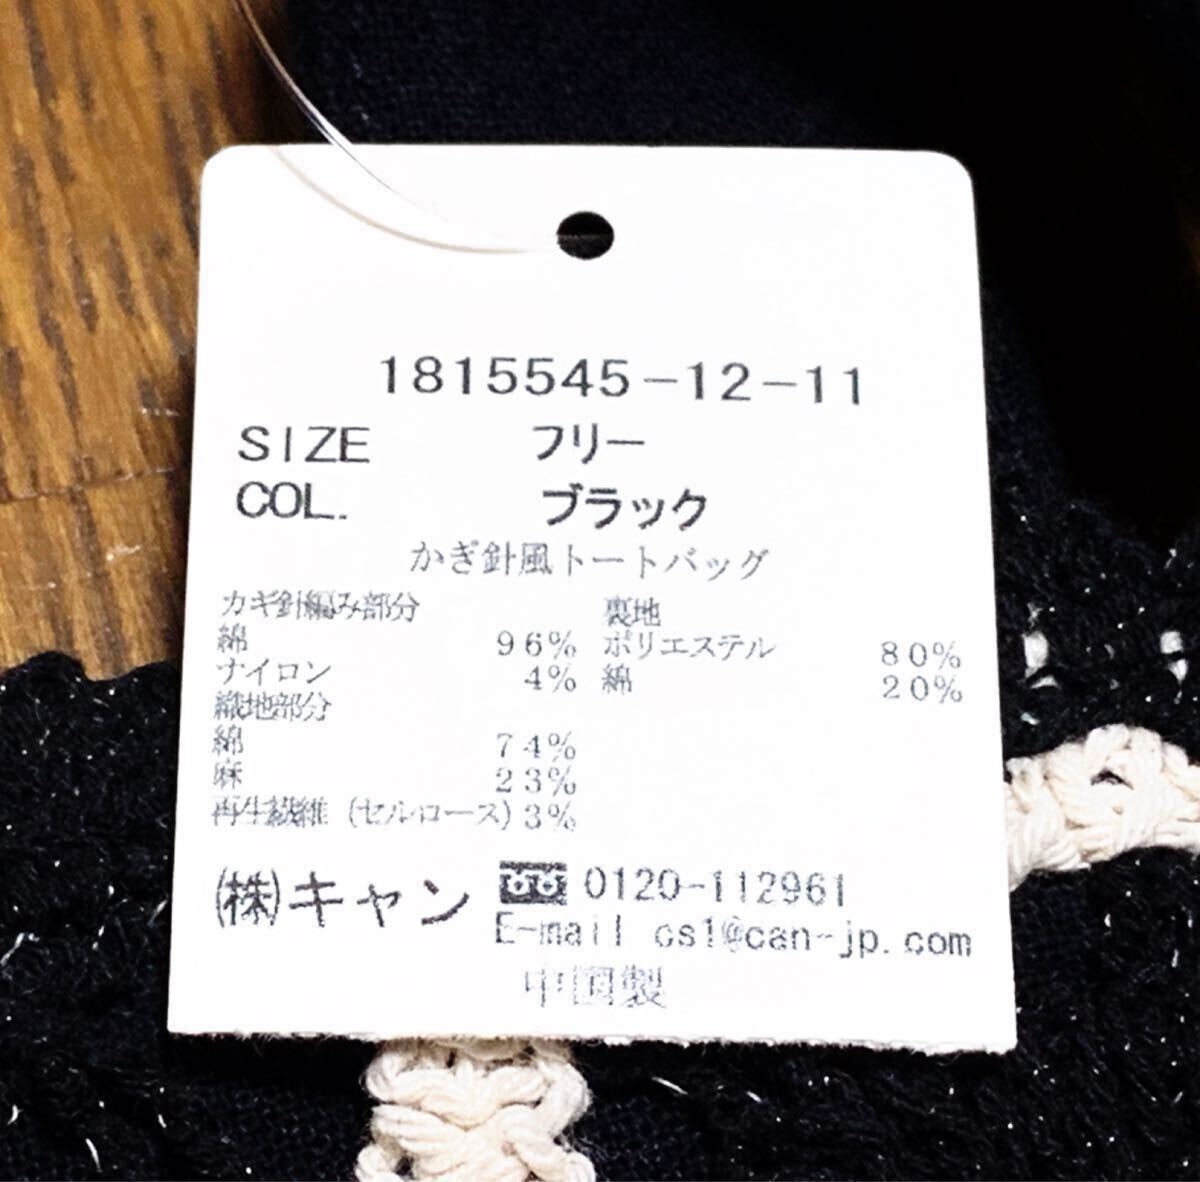 1815545-12-11
SIZE フリー
COL. ブラック
かぎ針風トートバッグ
カギ針編み部分
綿 96%
ナイロン 4%
織地部分
綿 74%
麻 23%
再生繊維(セルロース)3%
裏地
ポリエステル 80%
綿 20%
㈱キャン 0120-112961
E-mail cs1@can-jp.com
中国製